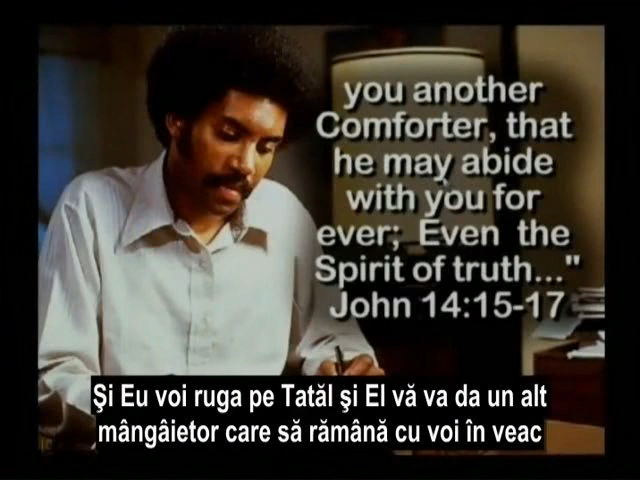 you another
Comforter, that
he may abide
with you for
ever;  Even  the
Spirit of truth..."
John 14:15-17
Şi Eu voi ruga pe Tatăl şi El vă va da un alt
mângâietor care să rămână cu voi în veac